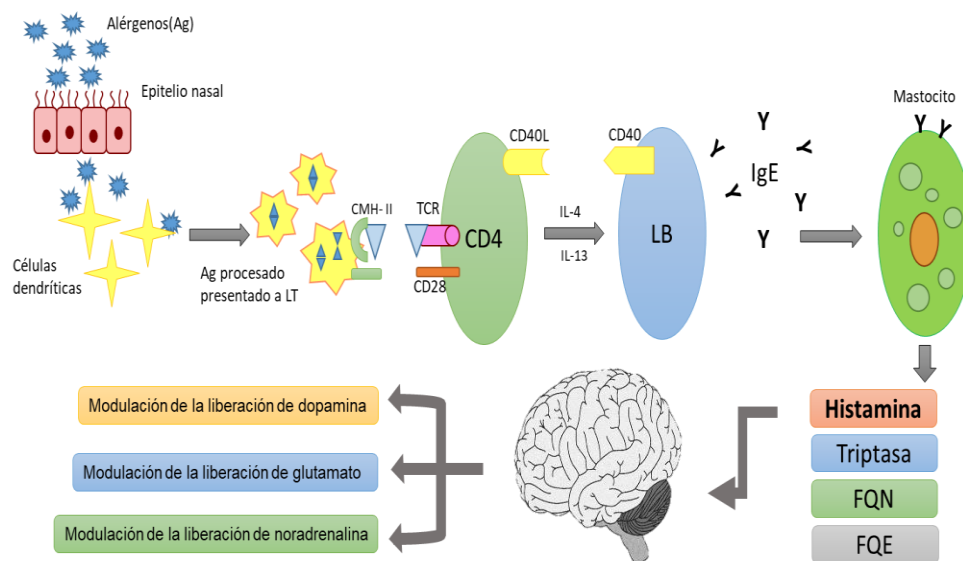 Alérgenos(Ag)
Epitelio nasal
Células
dendríticas
Ag procesado
presentado a LT
CMH- II
TCR
CD28
CD4
CD40L
IL-4
IL-13
CD40
LB
IgE
Mastocito
Histamina
Triptasa
FQN
FQE
Modulación de la liberación de dopamina
Modulación de la liberación de glutamato
Modulación de la liberación de noradrenalina